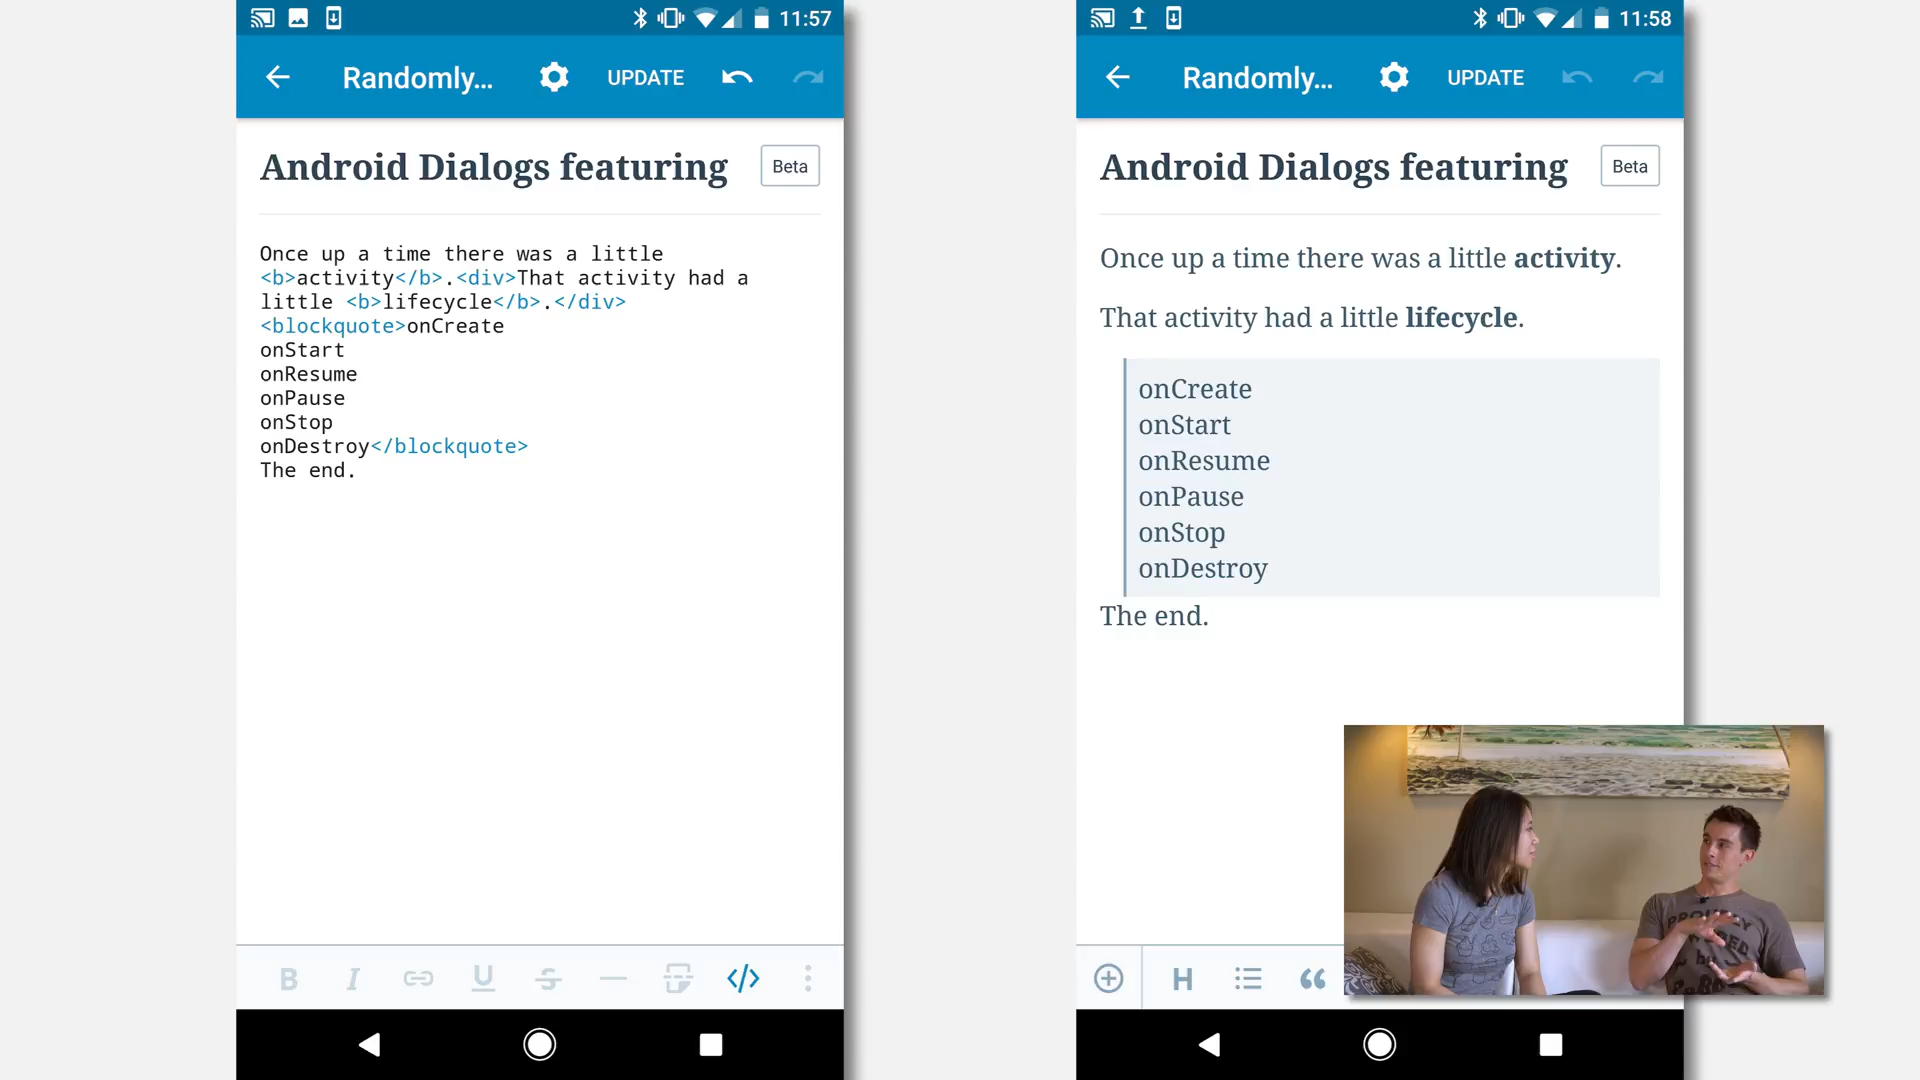 11:57
Randomly...
UPDATE
Android Dialogs featuring
Beta
Once up a time there was a little
<b>activity</b>.<div>That activity had a
little <b>lifecycle</b>.</div>
<blockquote>onCreate
onStart
onResume
onPause
onStop
onDestroy</blockquote>
The end.
B I U S </>
11:58
Randomly...
UPDATE
Android Dialogs featuring
Beta
Once up a time there was a little activity.
That activity had a little lifecycle.
onCreate
onStart
onResume
onPause
onStop
onDestroy
The end.
H
PROUDLY
by